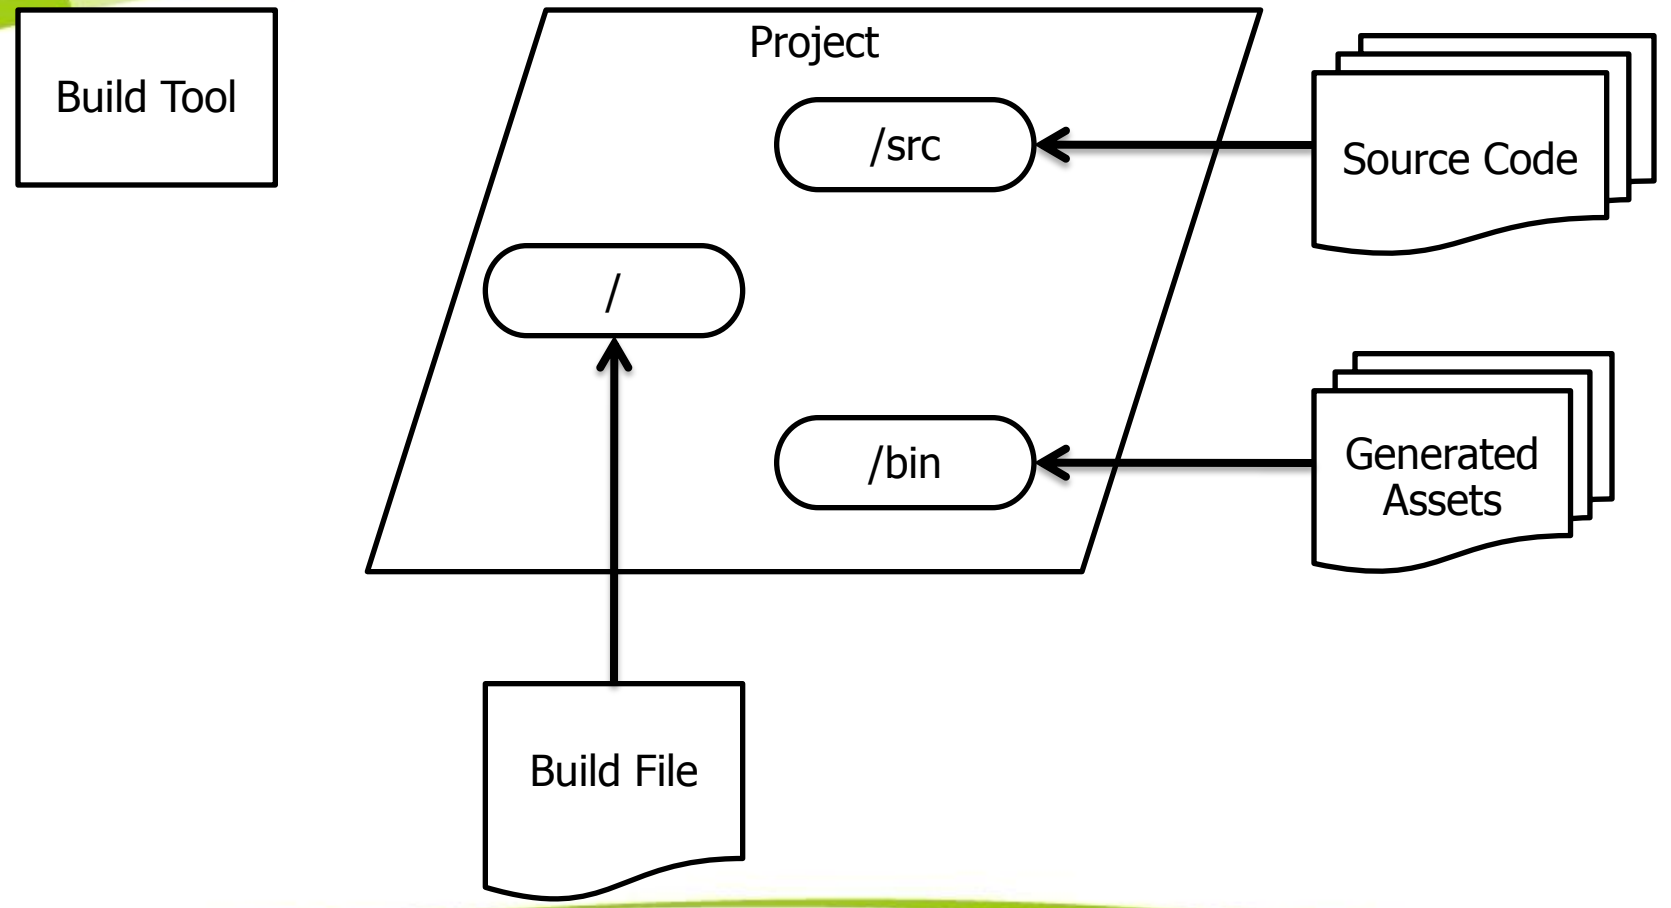 Build Tool
Project
/src
Source Code
/
/bin
Generated
Assets
Build File